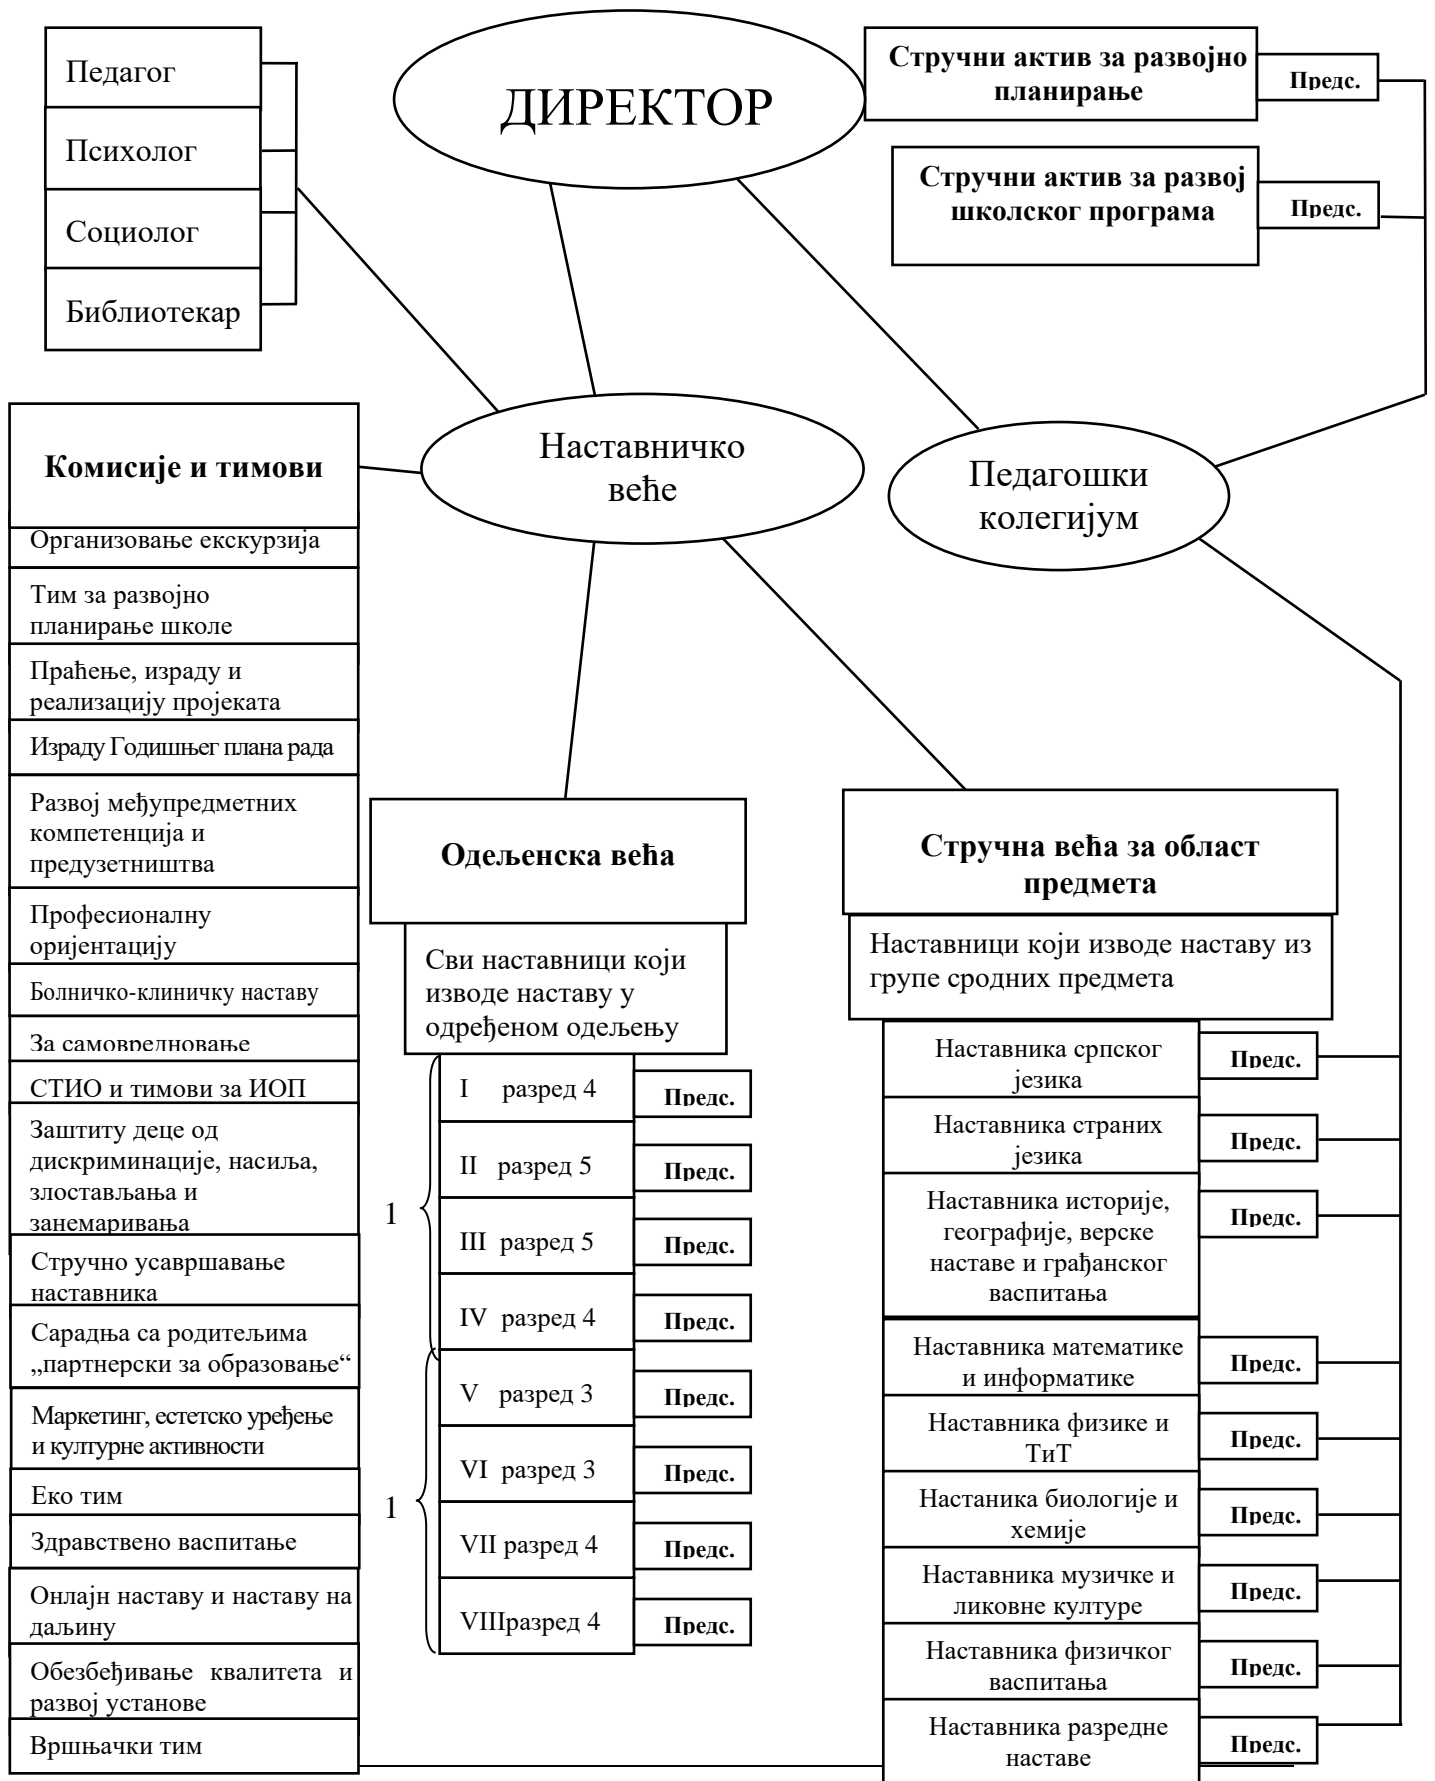 Педагог
Психолог
Социолог
Библиотекар
ДИРЕКТОР
Стручни актив за развојно
планирање
Предс.
Стручни актив за развој
школског програма
Предс.
Наставничко
веће
Педагошки
колегијум
Комисије и тимови
Организовање екскурзија
Тим за развојно
планирање школе
Праћење, израду и
реализацију пројеката
Израду Годишњег плана рада
Развој међупредметних
компетенција и
предузетништва
Професионалну
оријентацију
Болничко-клиничку наставу
За самовредновање
СТИО и тимови за ИОП
Заштиту деце од
дискриминације, насиља,
злостављања и
занемаривања
Стручно усавршавање
наставника
Сарадња са родитељима
„партнерски за образовање“
Маркетинг, естетско уређење
и културне активности
Еко тим
Здравствено васпитање
Онлајн наставу и наставу на
даљину
Обезбеђивање квалитета и
развој установе
Вршњачки тим
Одељенска већа
Сви наставници који
изводе наставу у
одређеном одељењу
1
I разред 4
Предс.
II разред 5
Предс.
III разред 5
Предс.
IV разред 4
Предс.
1
V разред 3
Предс.
VI разред 3
Предс.
VII разред 4
Предс.
VIIIразред 4
Предс.
Стручна већа за област
предмета
Наставници који изводе наставу из
групе сродних предмета
Наставника српског
језика
Предс.
Наставника страних
језика
Предс.
Наставника историје,
географије, верске
наставе и грађанског
васпитања
Предс.
Наставника математике
и информатике
Предс.
Наставника физике и
ТиТ
Предс.
Настаника биологије и
хемије
Предс.
Наставника музичке и
ликовне културе
Предс.
Наставника физичког
васпитања
Предс.
Наставника разредне
наставе
Предс.